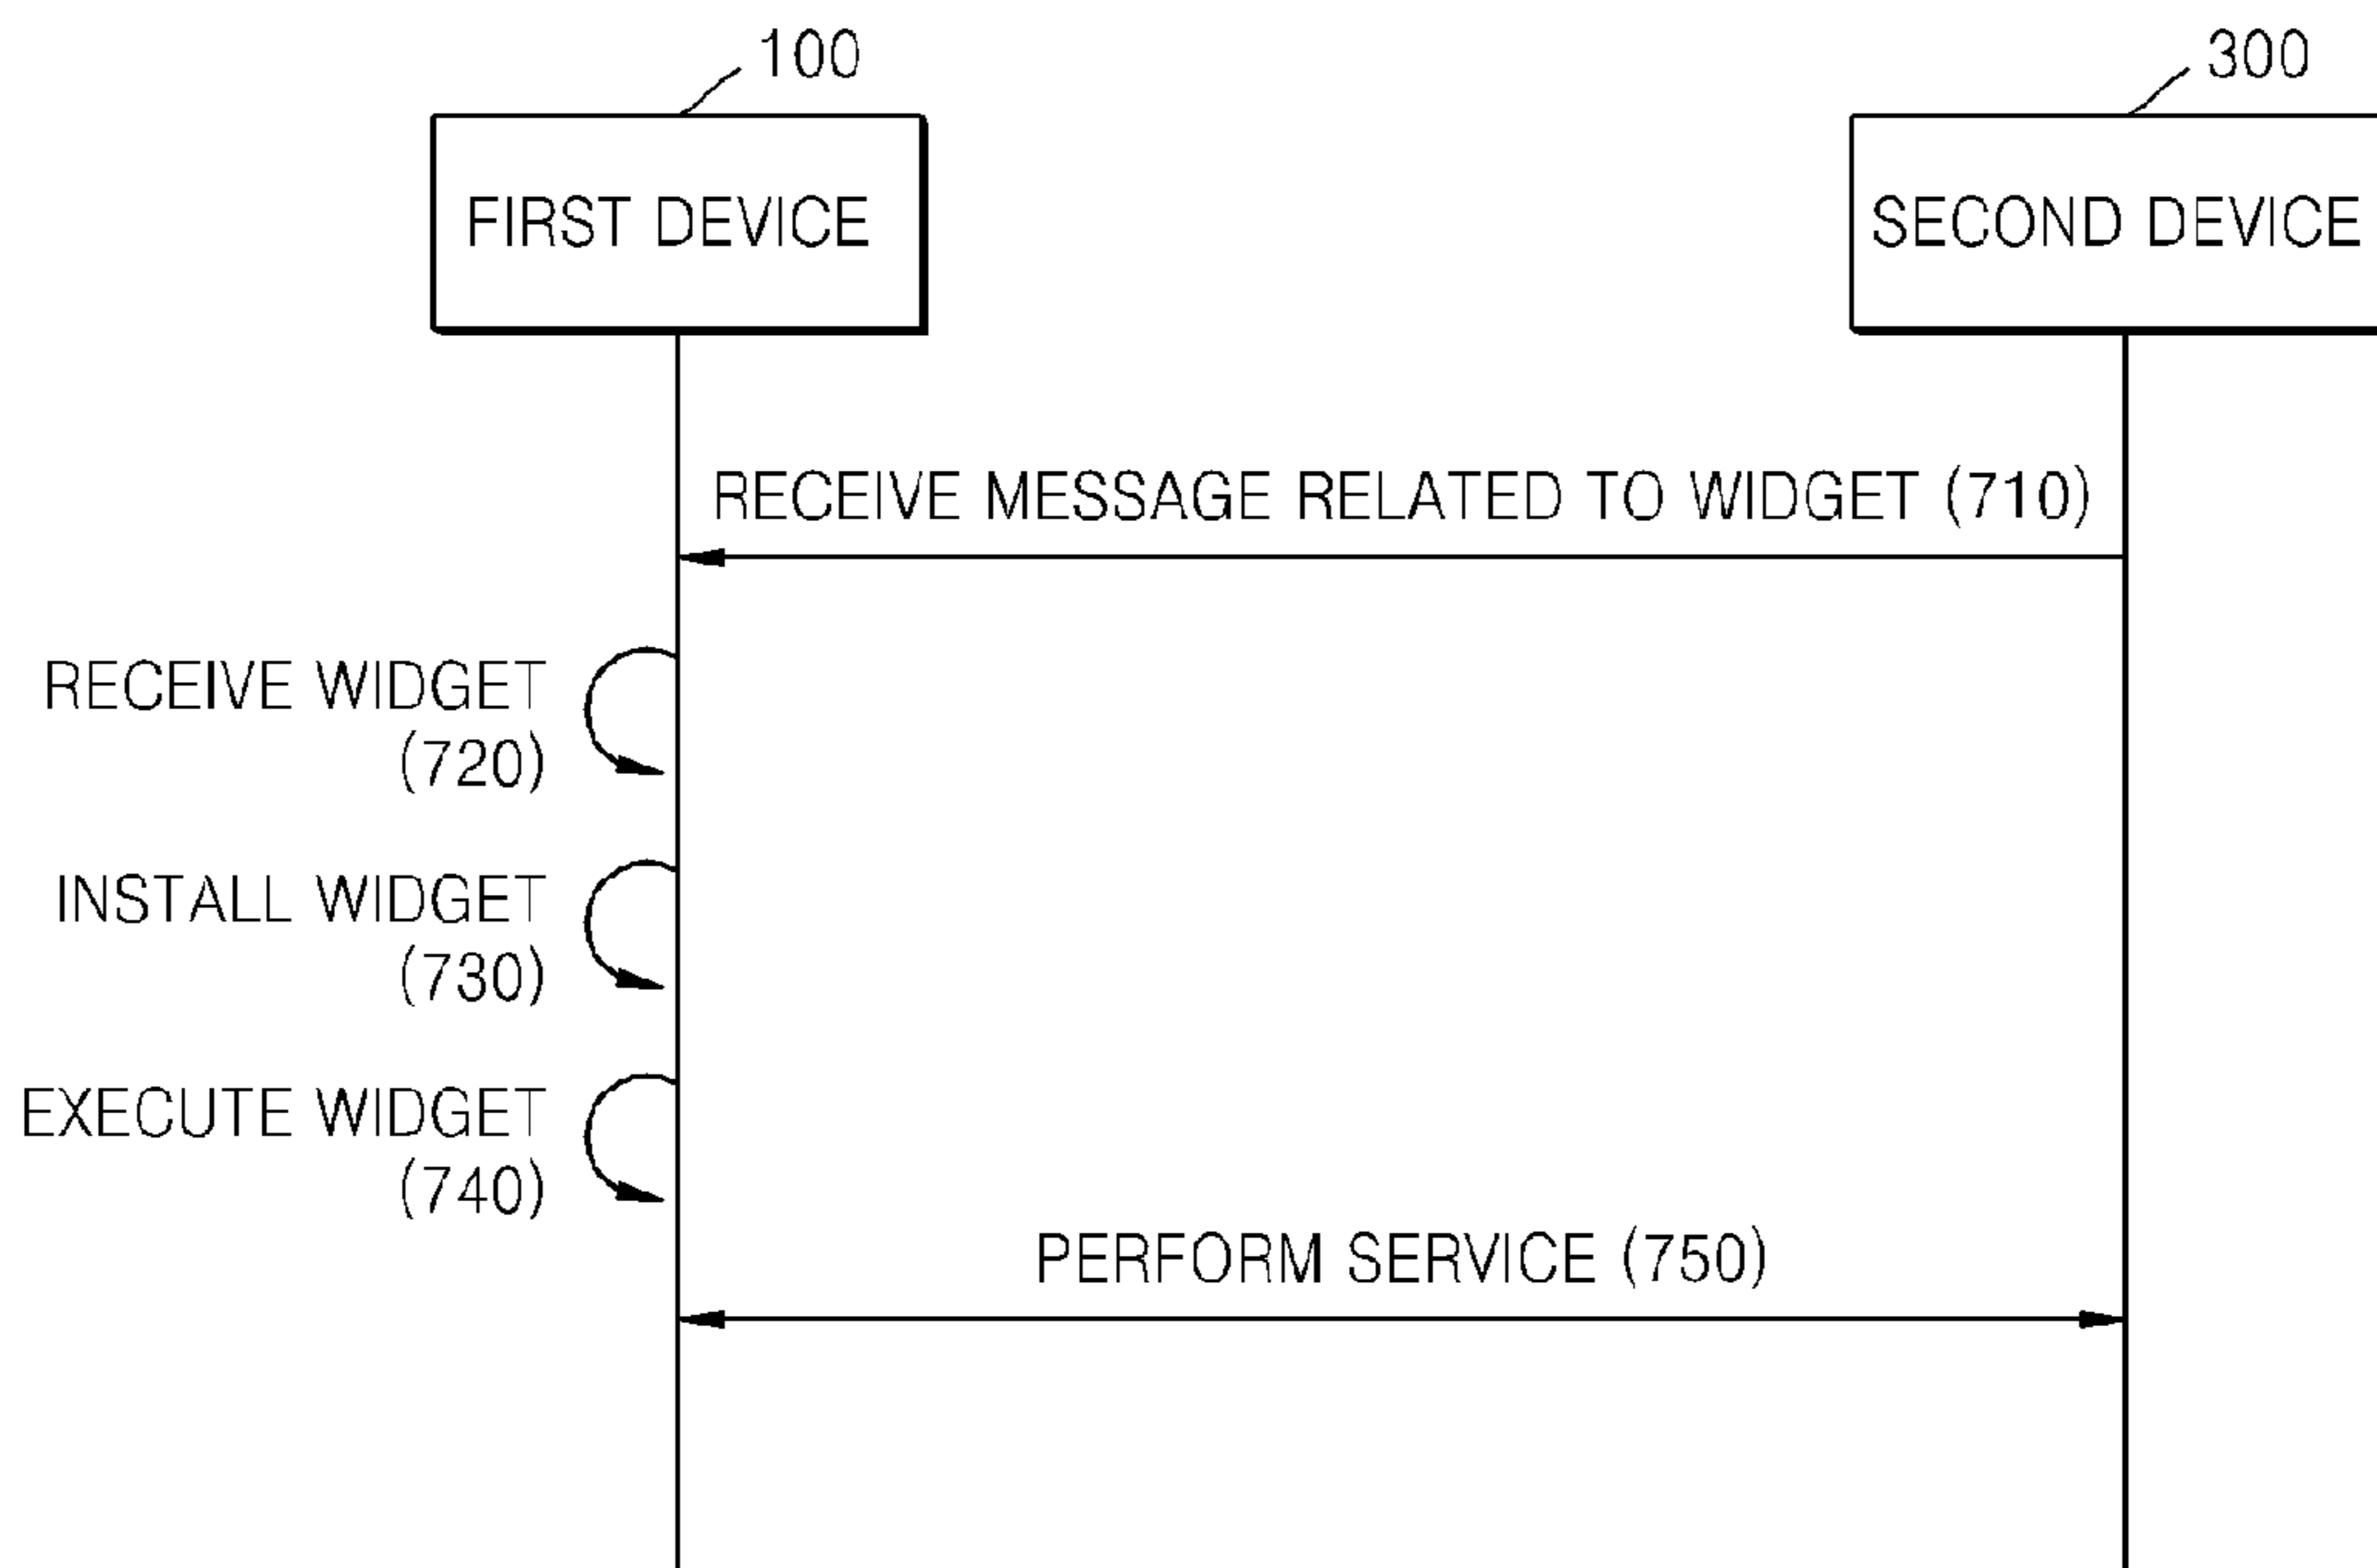 100
300
FIRST DEVICE
SECOND DEVICE
RECEIVE MESSAGE RELATED TO WIDGET (710)
RECEIVE WIDGET
(720)
INSTALL WIDGET
(730)
EXECUTE WIDGET
(740)
PERFORM SERVICE (750)